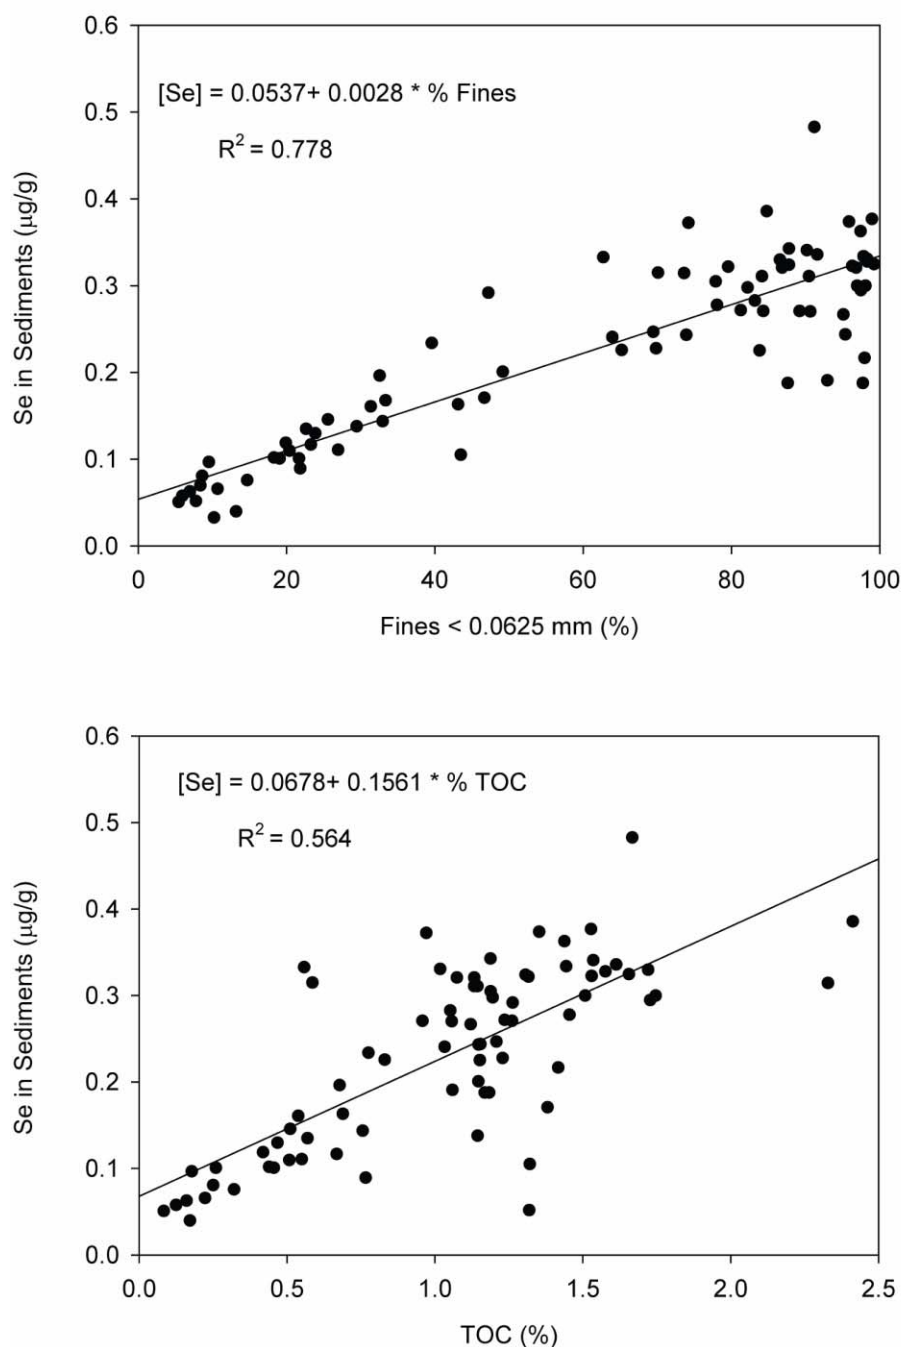 0.6
[Se] = 0.0537+ 0.0028 * % Fines
0.5
R² = 0.778
0.4
0.3
0.2
0.1
0.0
Se in Sediments (µg/g)
0 20 40 60 80 100
Fines < 0.0625 mm (%)
0.6
[Se] = 0.0678+ 0.1561 * % TOC
0.5
R² = 0.564
0.4
0.3
0.2
0.1
0.0
Se in Sediments (µg/g)
0.0 0.5 1.0 1.5 2.0 2.5
TOC (%)